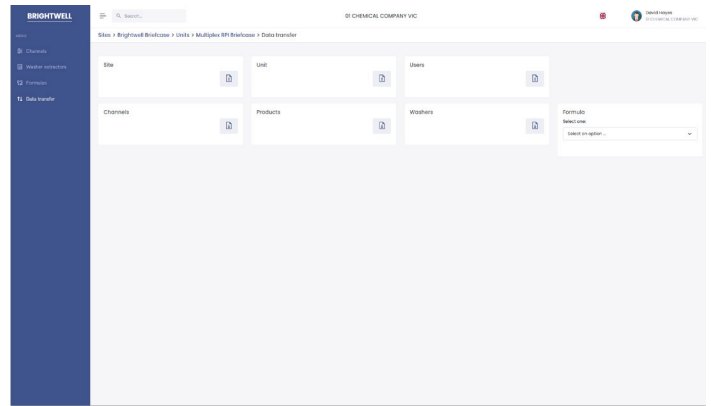 BRIGHTWELL
Search...
01 CHEMICAL COMPANY VIC
David Hayes
01 CHEMICAL COMPANY VIC
Sites > Brightwell Briefcase > Units > Multiplex RPI Briefcase > Data transfer
MENU
Channels
Washer extractors
Formulas
Data transfer
Site
Unit
Users
Channels
Products
Washers
Formula
Select one:
Select an option ...